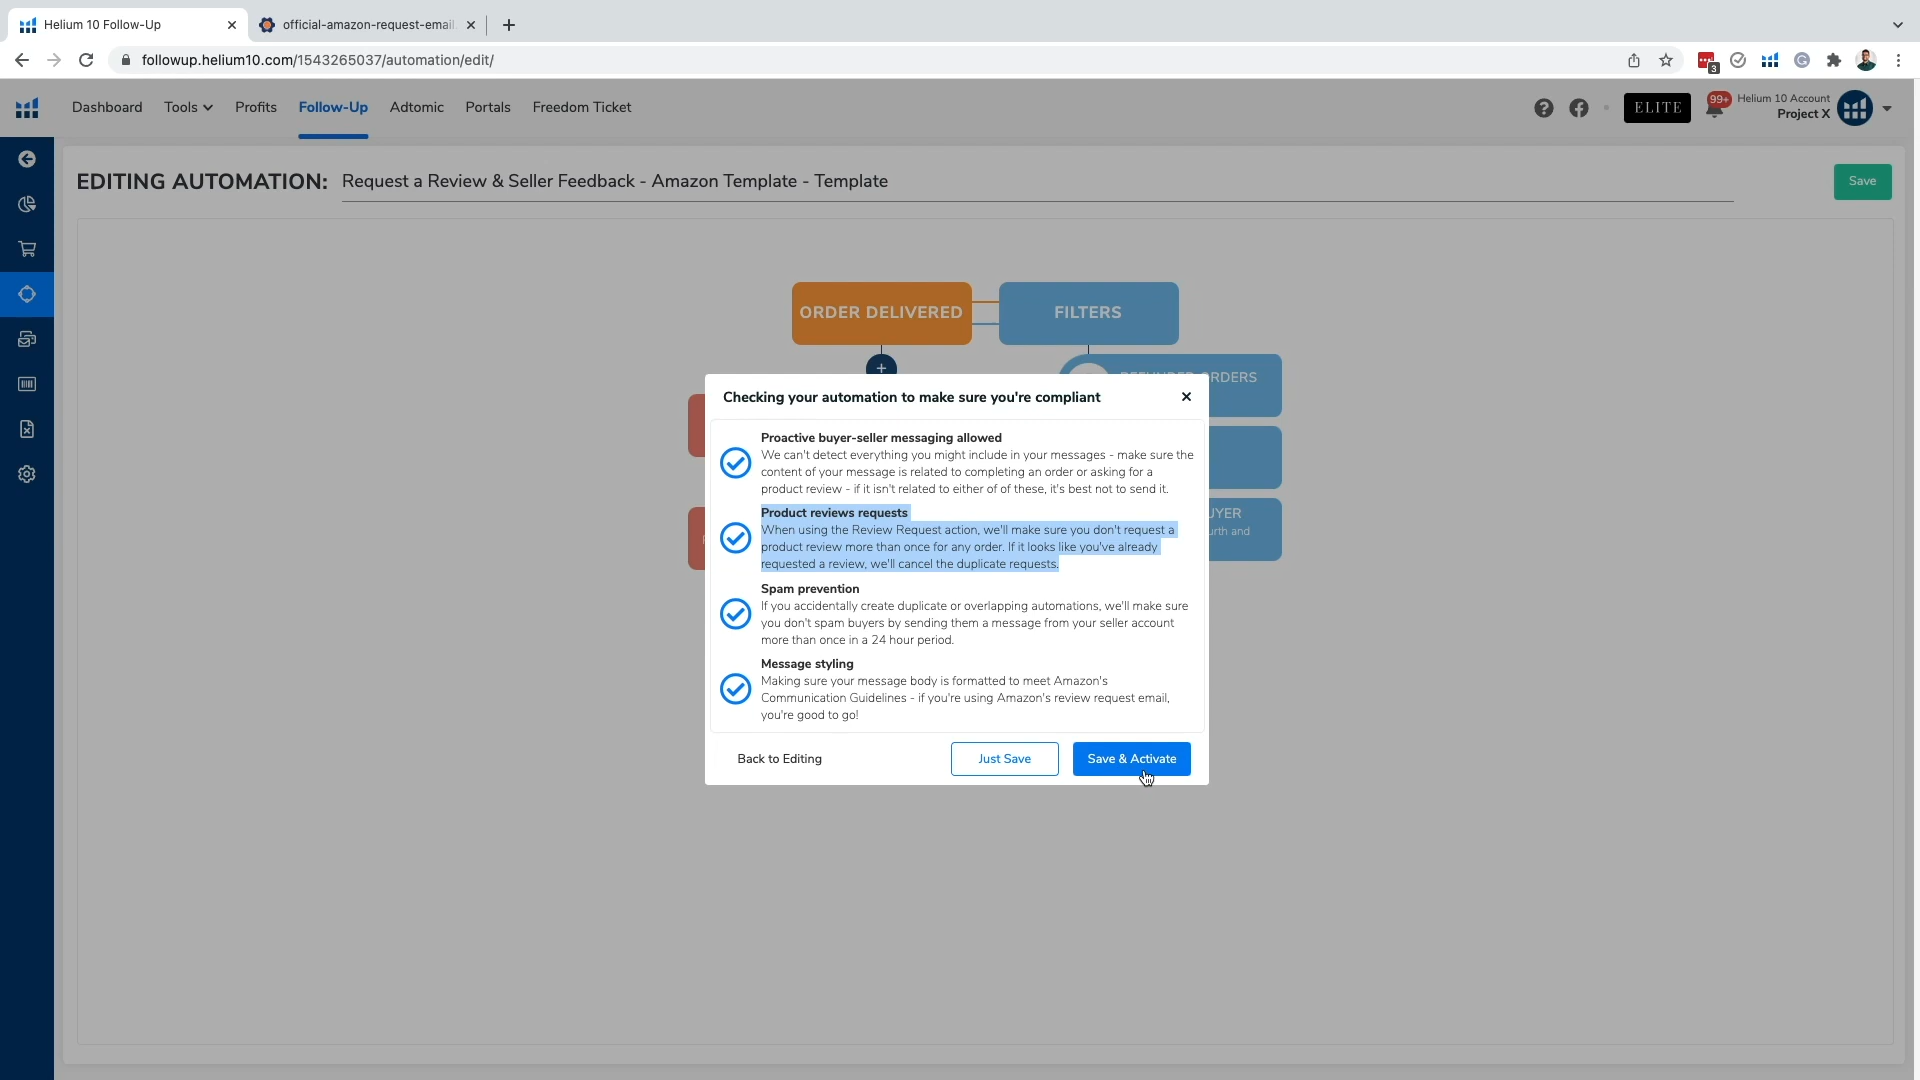 Helium 10 Follow-Up
official-amazon-request-email
followup.helium10.com/1543265037/automation/edit/
3
Dashboard
Tools
Profits
Follow-Up
Adtomic
Portals
Freedom Ticket
ELITE
99+
Helium 10 Account
Project X
EDITING AUTOMATION:
Request a Review & Seller Feedback - Amazon Template - Template
Save
ORDER DELIVERED
FILTERS
ORDERS
UYER
urth and
Checking your automation to make sure you're compliant
Proactive buyer-seller messaging allowed
We can't detect everything you might include in your messages - make sure the
content of your message is related to completing an order or asking for a
product review - if it isn't related to either of of these, it's best not to send it.
Product reviews requests
When using the Review Request action, we'll make sure you don't request a
product review more than once for any order. If it looks like you've already
requested a review, we'll cancel the duplicate requests.
Spam prevention
If you accidentally create duplicate or overlapping automations, we'll make sure
you don't spam buyers by sending them a message from your seller account
more than once in a 24 hour period.
Message styling
Making sure your message body is formatted to meet Amazon's
Communication Guidelines - if you're using Amazon's review request email,
you're good to go!
Back to Editing
Just Save
Save & Activate